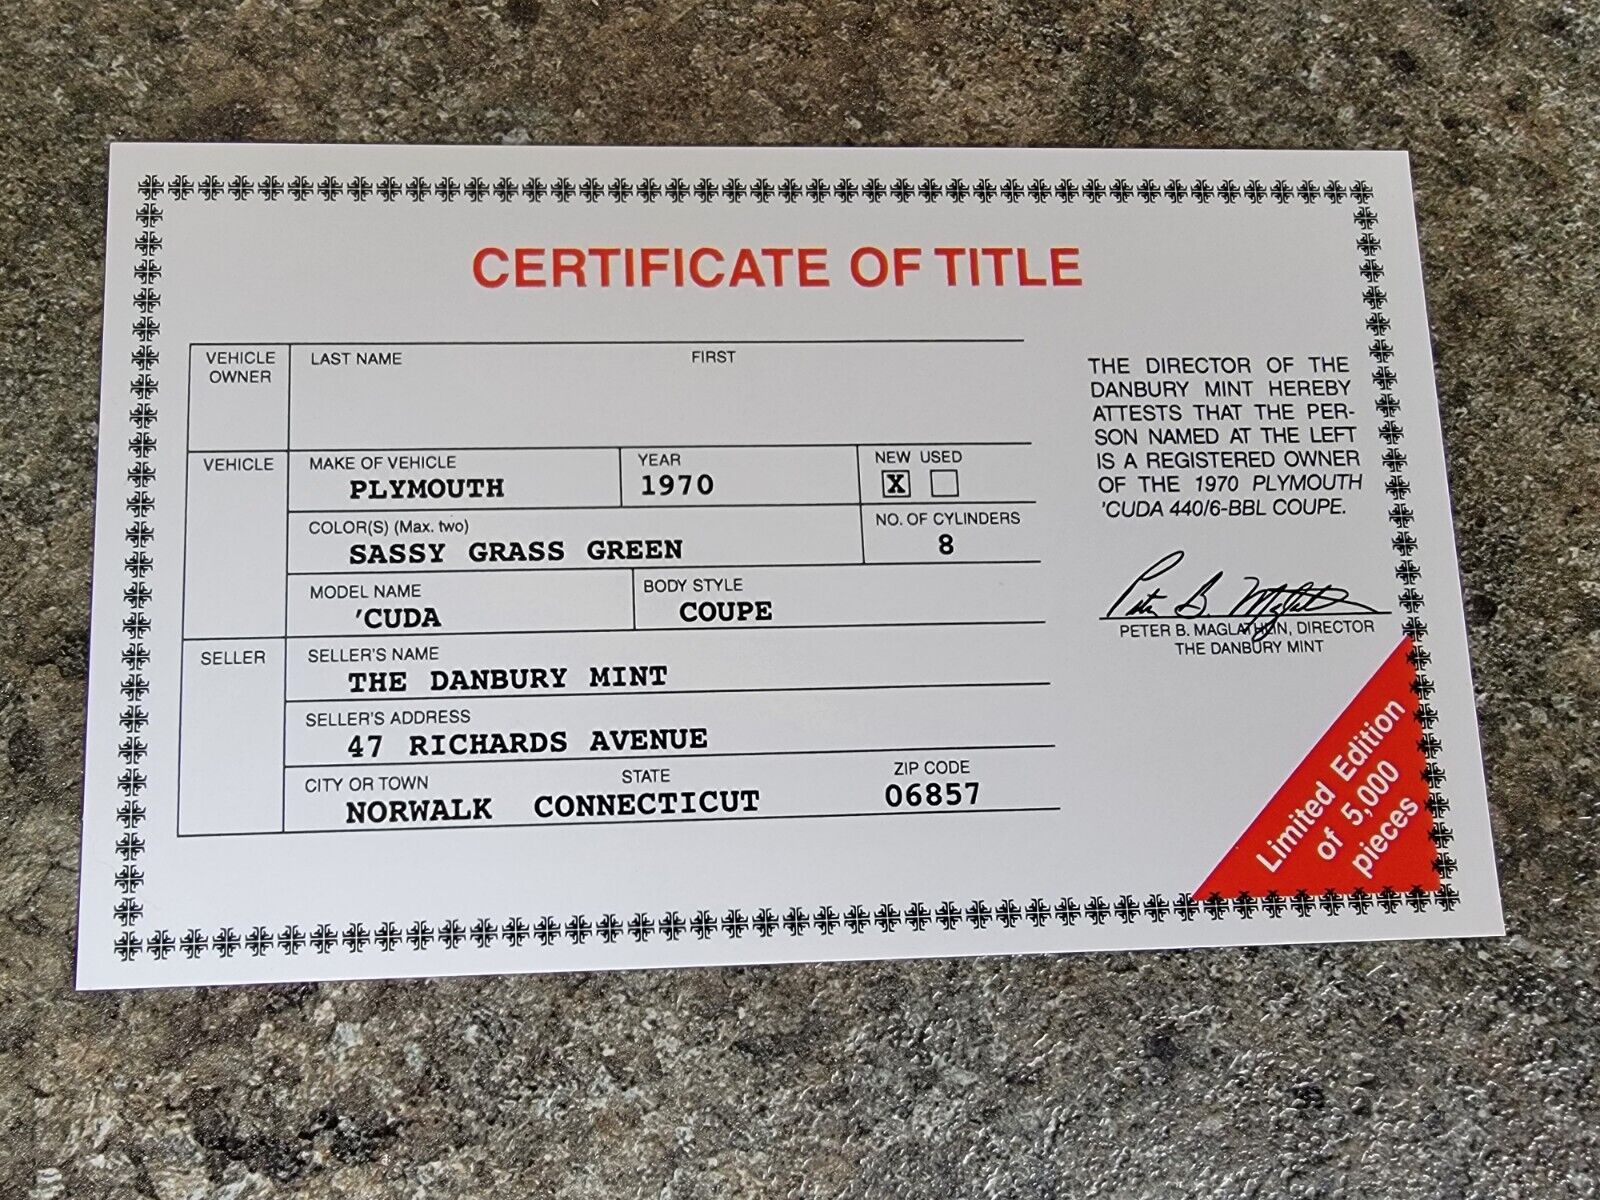 CERTIFICATE OF TITLE
VEHICLE OWNER
LAST NAME FIRST
VEHICLE
MAKE OF VEHICLE
PLYMOUTH
YEAR
1970
NEW USED
X
COLOR(S) (Max. two)
SASSY GRASS GREEN
NO. OF CYLINDERS
8
MODEL NAME
'CUDA
BODY STYLE
COUPE
SELLER
SELLER'S NAME
THE DANBURY MINT
SELLER'S ADDRESS
47 RICHARDS AVENUE
CITY OR TOWN STATE ZIP CODE
NORWALK CONNECTICUT 06857
THE DIRECTOR OF THE
DANBURY MINT HEREBY
ATTESTS THAT THE PER-
SON NAMED AT THE LEFT
IS A REGISTERED OWNER
OF THE 1970 PLYMOUTH
'CUDA 440/6-BBL COUPE.
Peter B. Maglathlin
PETER B. MAGLATHLIN, DIRECTOR
THE DANBURY MINT
Limited Edition
of 5,000
pieces